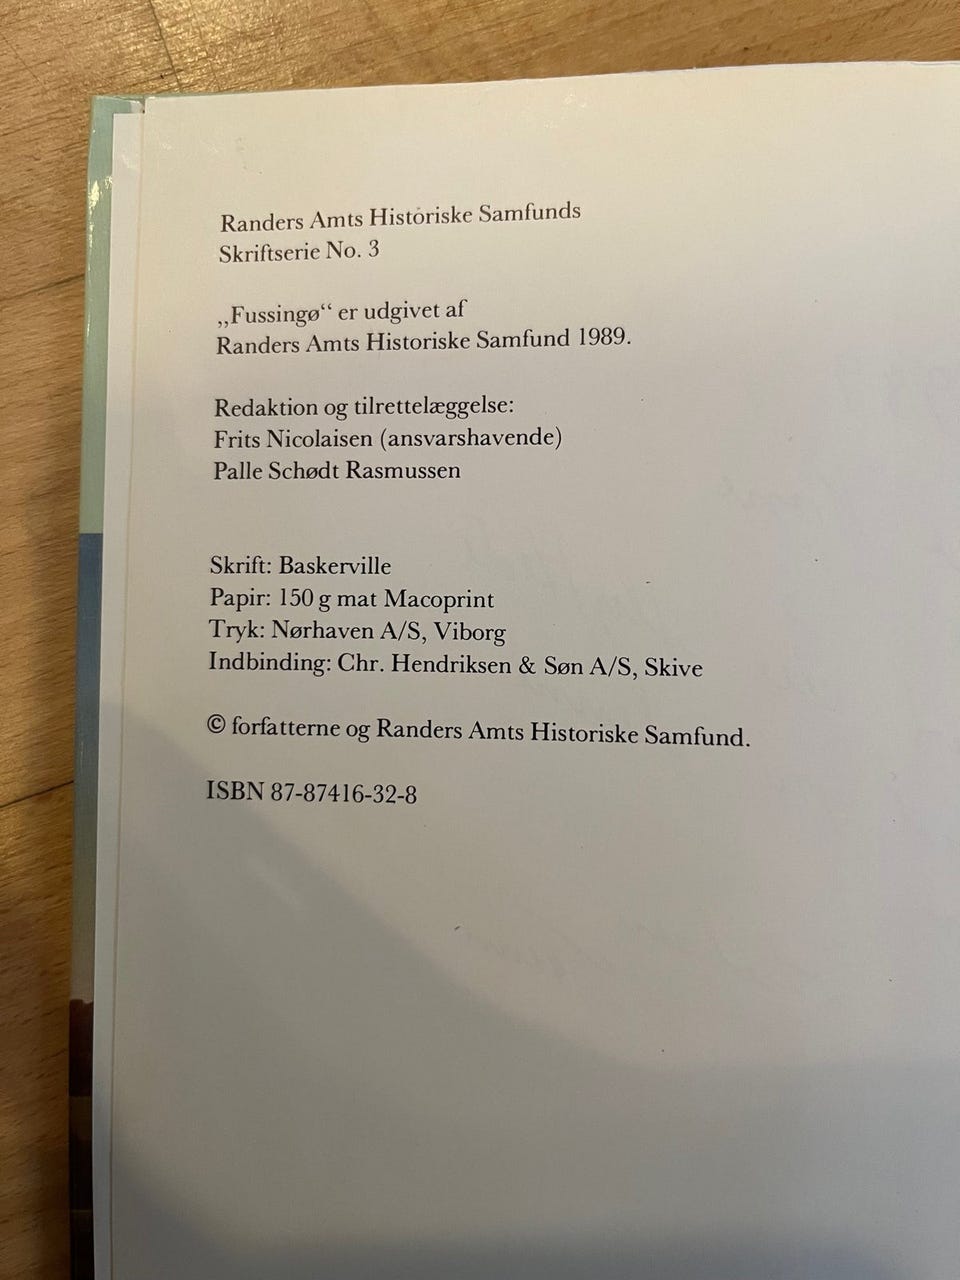 Randers Amts Historiske Samfunds
Skriftserie No. 3
„Fussingø“ er udgivet af
Randers Amts Historiske Samfund 1989.
Redaktion og tilrettelæggelse:
Frits Nicolaisen (ansvarshavende)
Palle Schødt Rasmussen
Skrift: Baskerville
Papir: 150 g mat Macoprint
Tryk: Nørhaven A/S, Viborg
Indbinding: Chr. Hendriksen & Søn A/S, Skive
© forfatterne og Randers Amts Historiske Samfund.
ISBN 87-87416-32-8